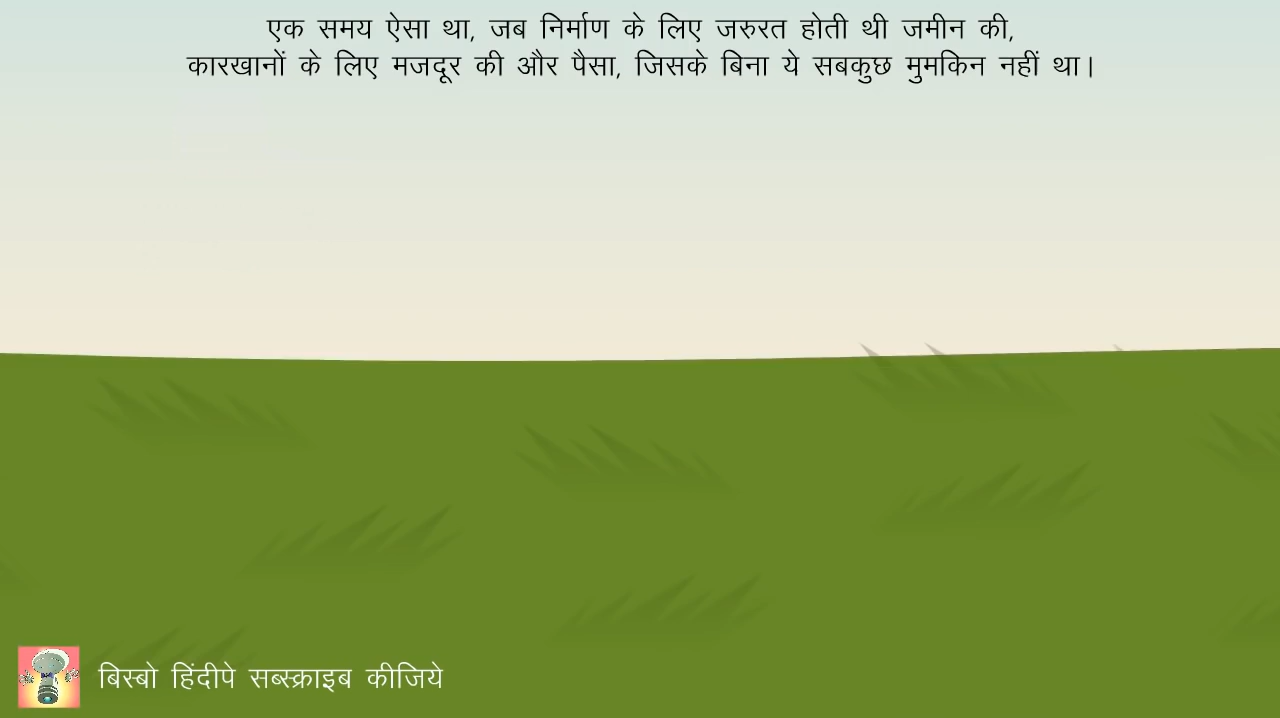 एक समय ऐसा था, जब निर्माण के लिए जरुरत होती थी जमीन की,
कारखानों के लिए मजदूर की और पैसा, जिसके बिना ये सबकुछ मुमकिन नहीं था।
बिस्बो हिंदीपे सब्स्क्राइब कीजिये